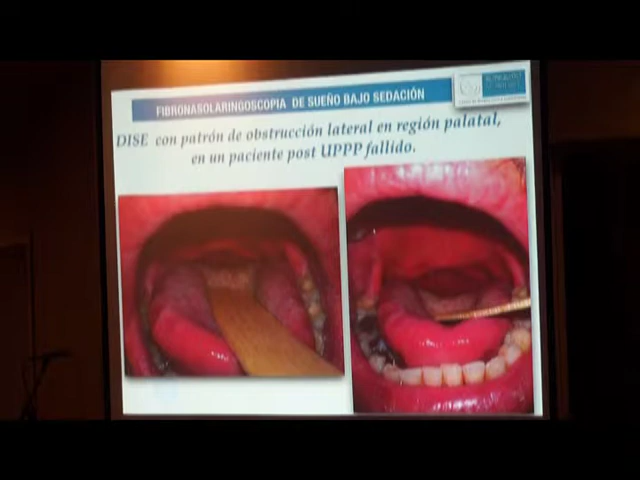 FIBRONASOLARINGOSCOPIA DE SUEÑO BAJO SEDACIÓN
DISE con patrón de obstrucción lateral en región palatal,
en un paciente post UPPP fallido.